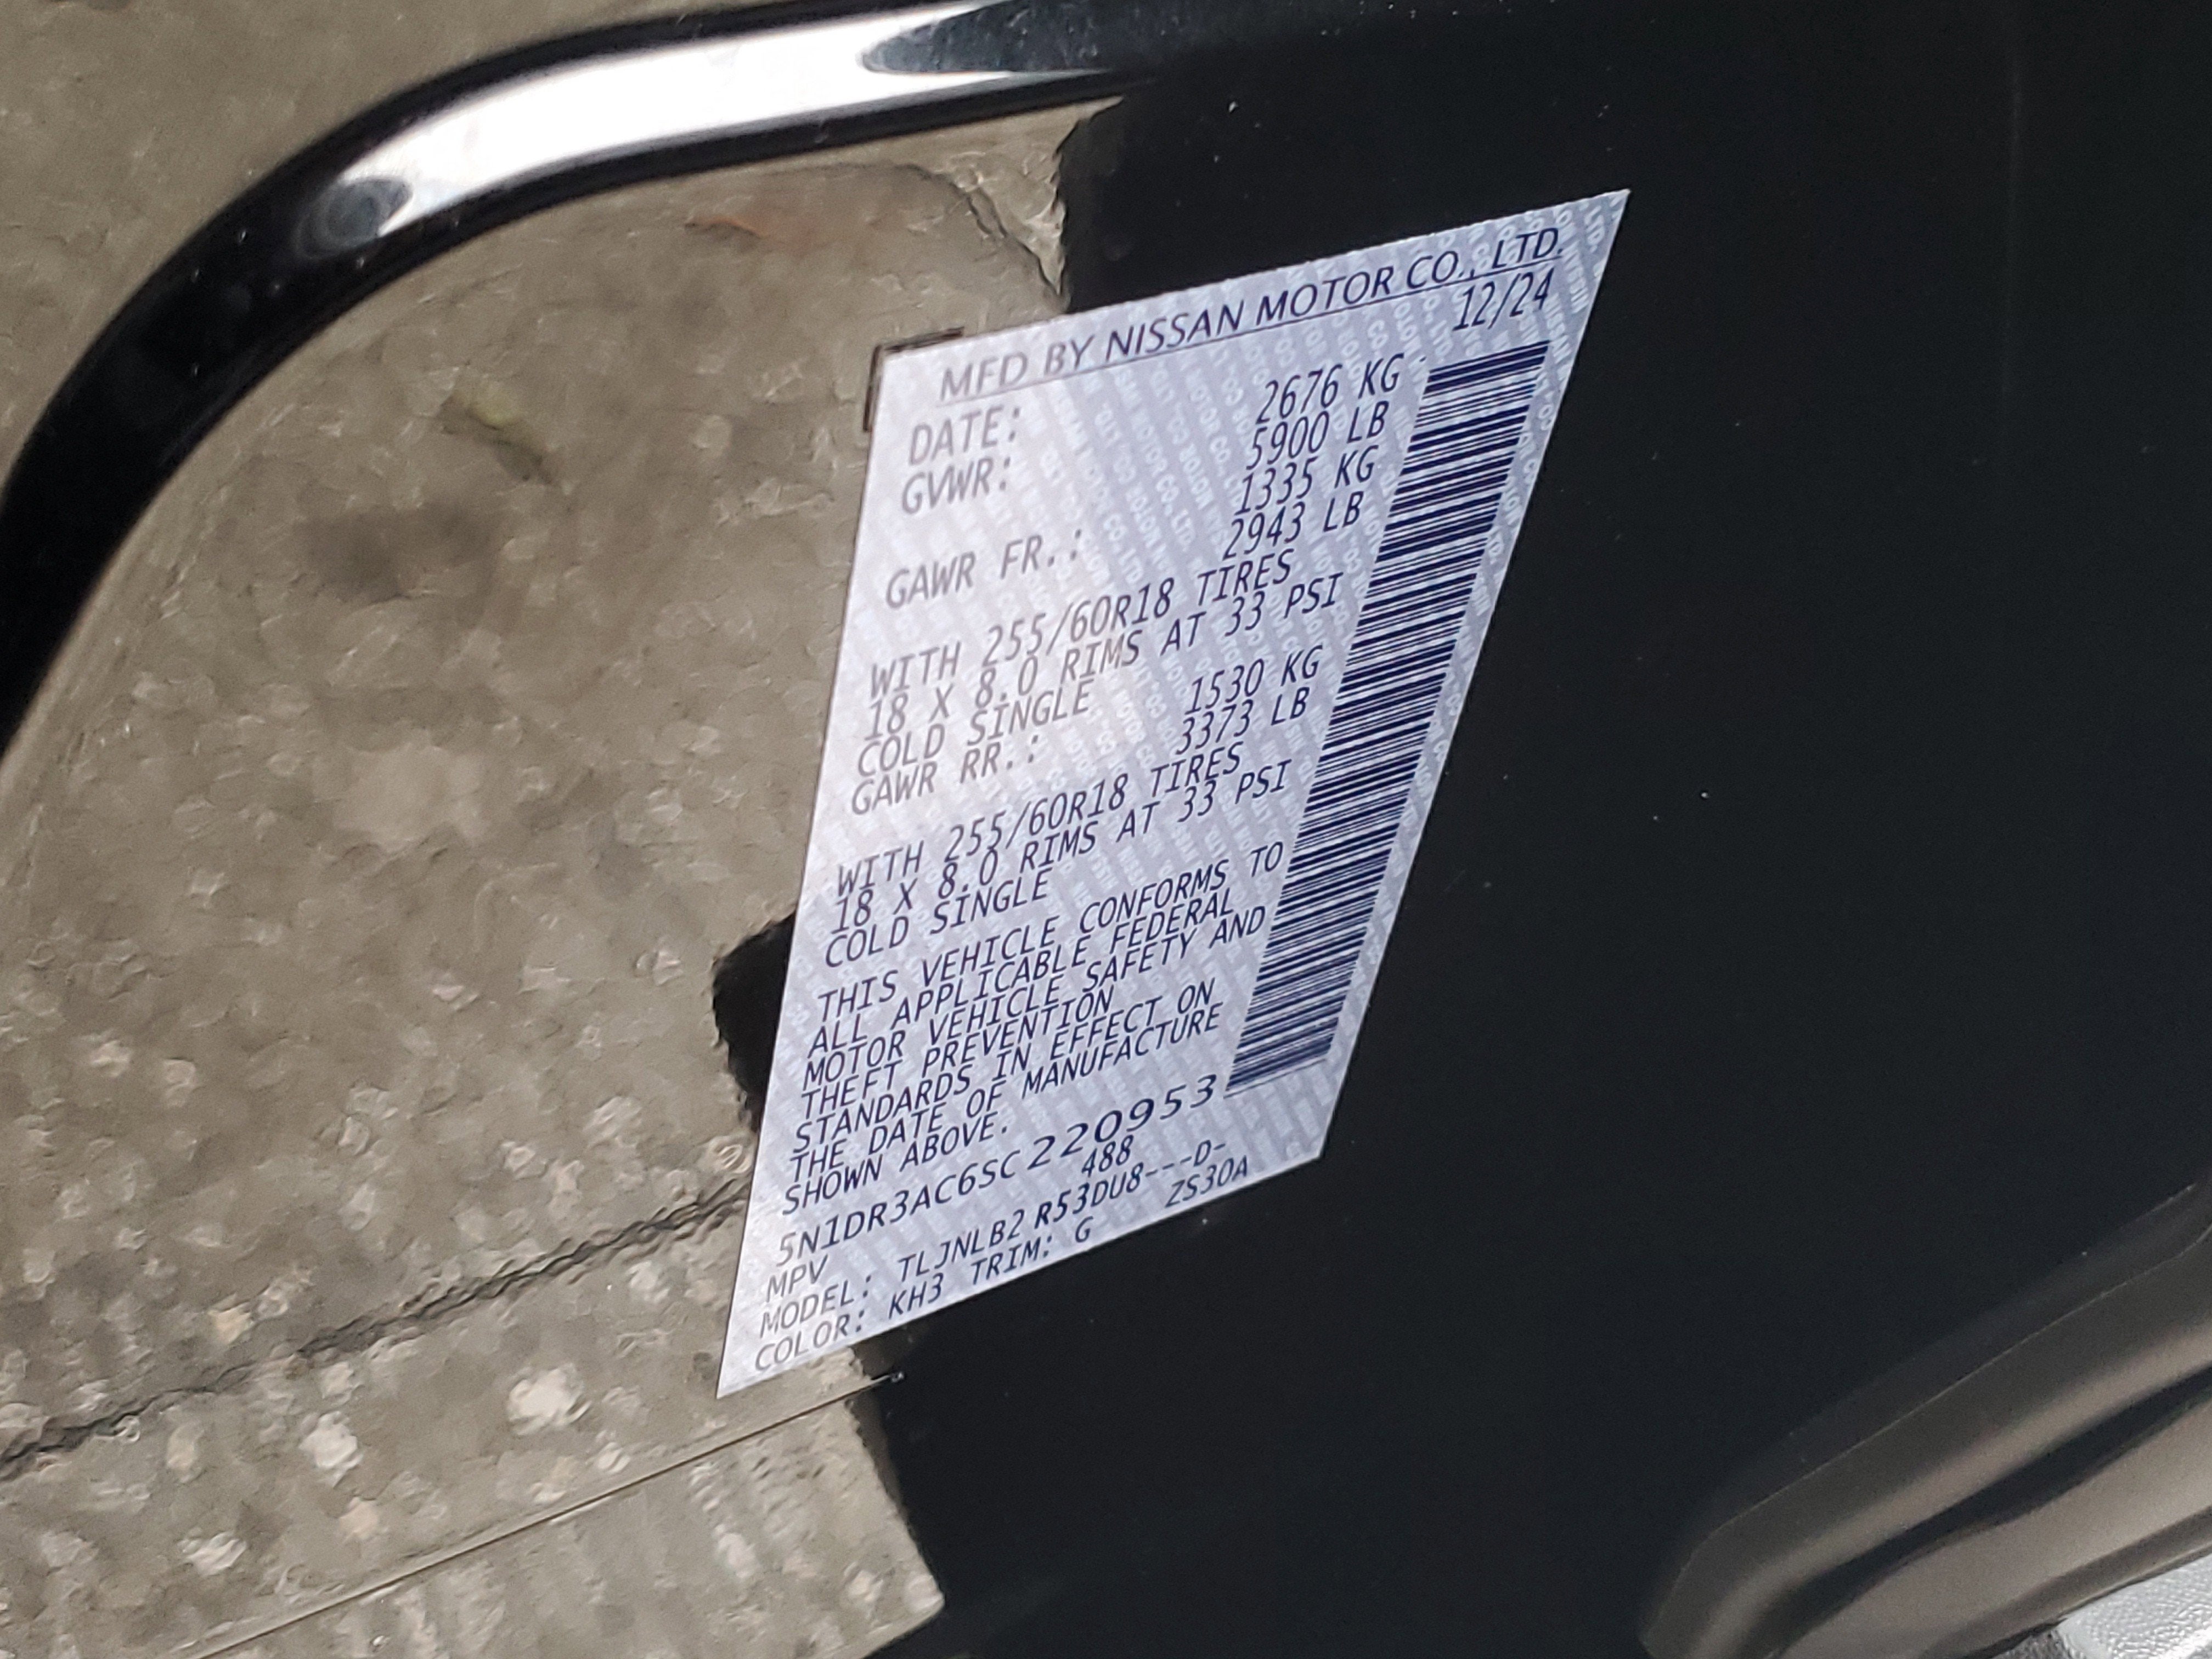 MFD BY NISSAN MOTOR CO., LTD.
DATE: 12/24
GVWR: 2676 KG
5900 LB
GAWR FR.: 1335 KG
2943 LB
WITH 255/60R18 TIRES
18 X 8.0 RIMS AT 33 PSI
COLD SINGLE
GAWR RR.: 1530 KG
3373 LB
WITH 255/60R18 TIRES
18 X 8.0 RIMS AT 33 PSI
COLD SINGLE
THIS VEHICLE CONFORMS TO
ALL APPLICABLE FEDERAL
MOTOR VEHICLE SAFETY AND
THEFT PREVENTION
STANDARDS IN EFFECT ON
THE DATE OF MANUFACTURE
SHOWN ABOVE.
5N1DR3AC6SC220953
MPV 488
MODEL: TLJNLB2 R53DU8---D-
COLOR: KH3 TRIM: G ZS30A